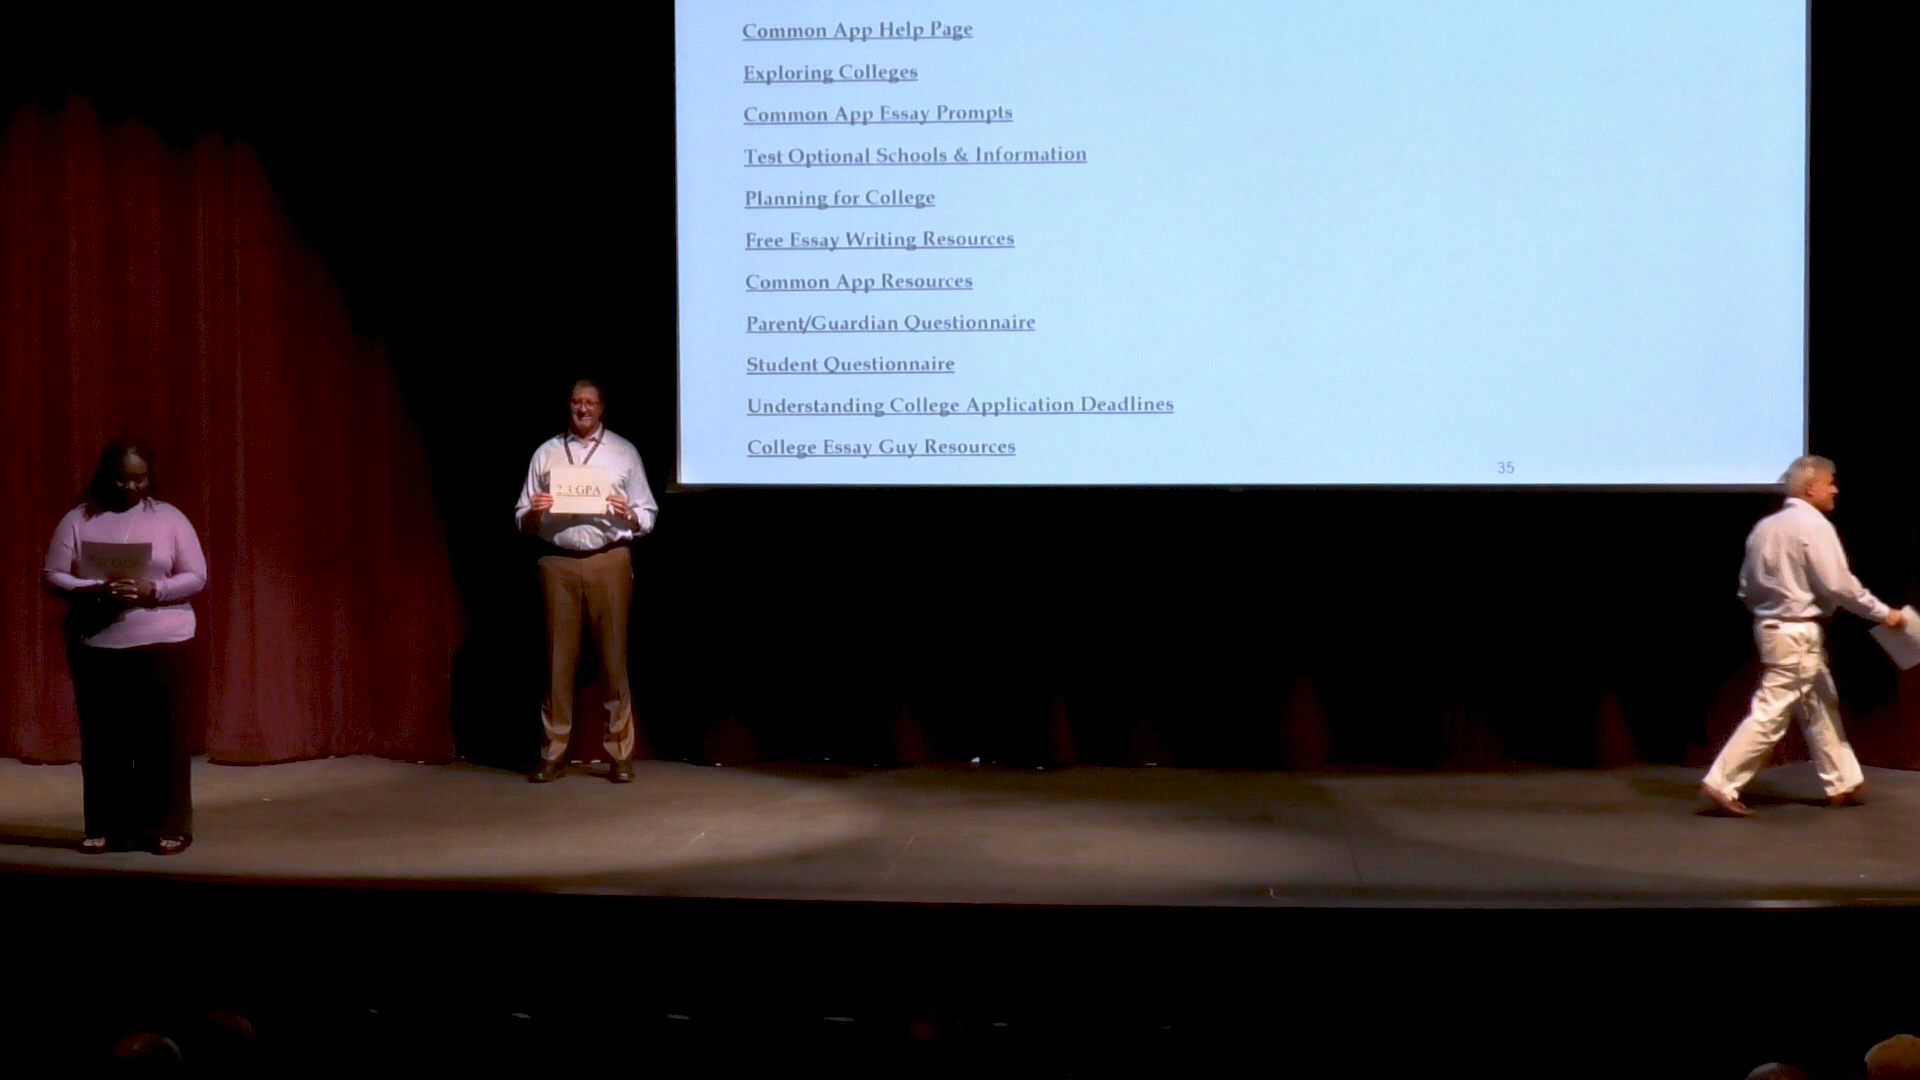 Common App Help Page
Exploring Colleges
Common App Essay Prompts
Test Optional Schools & Information
Planning for College
Free Essay Writing Resources
Common App Resources
Parent/Guardian Questionnaire
Student Questionnaire
Understanding College Application Deadlines
College Essay Guy Resources
35
2.3 GPA